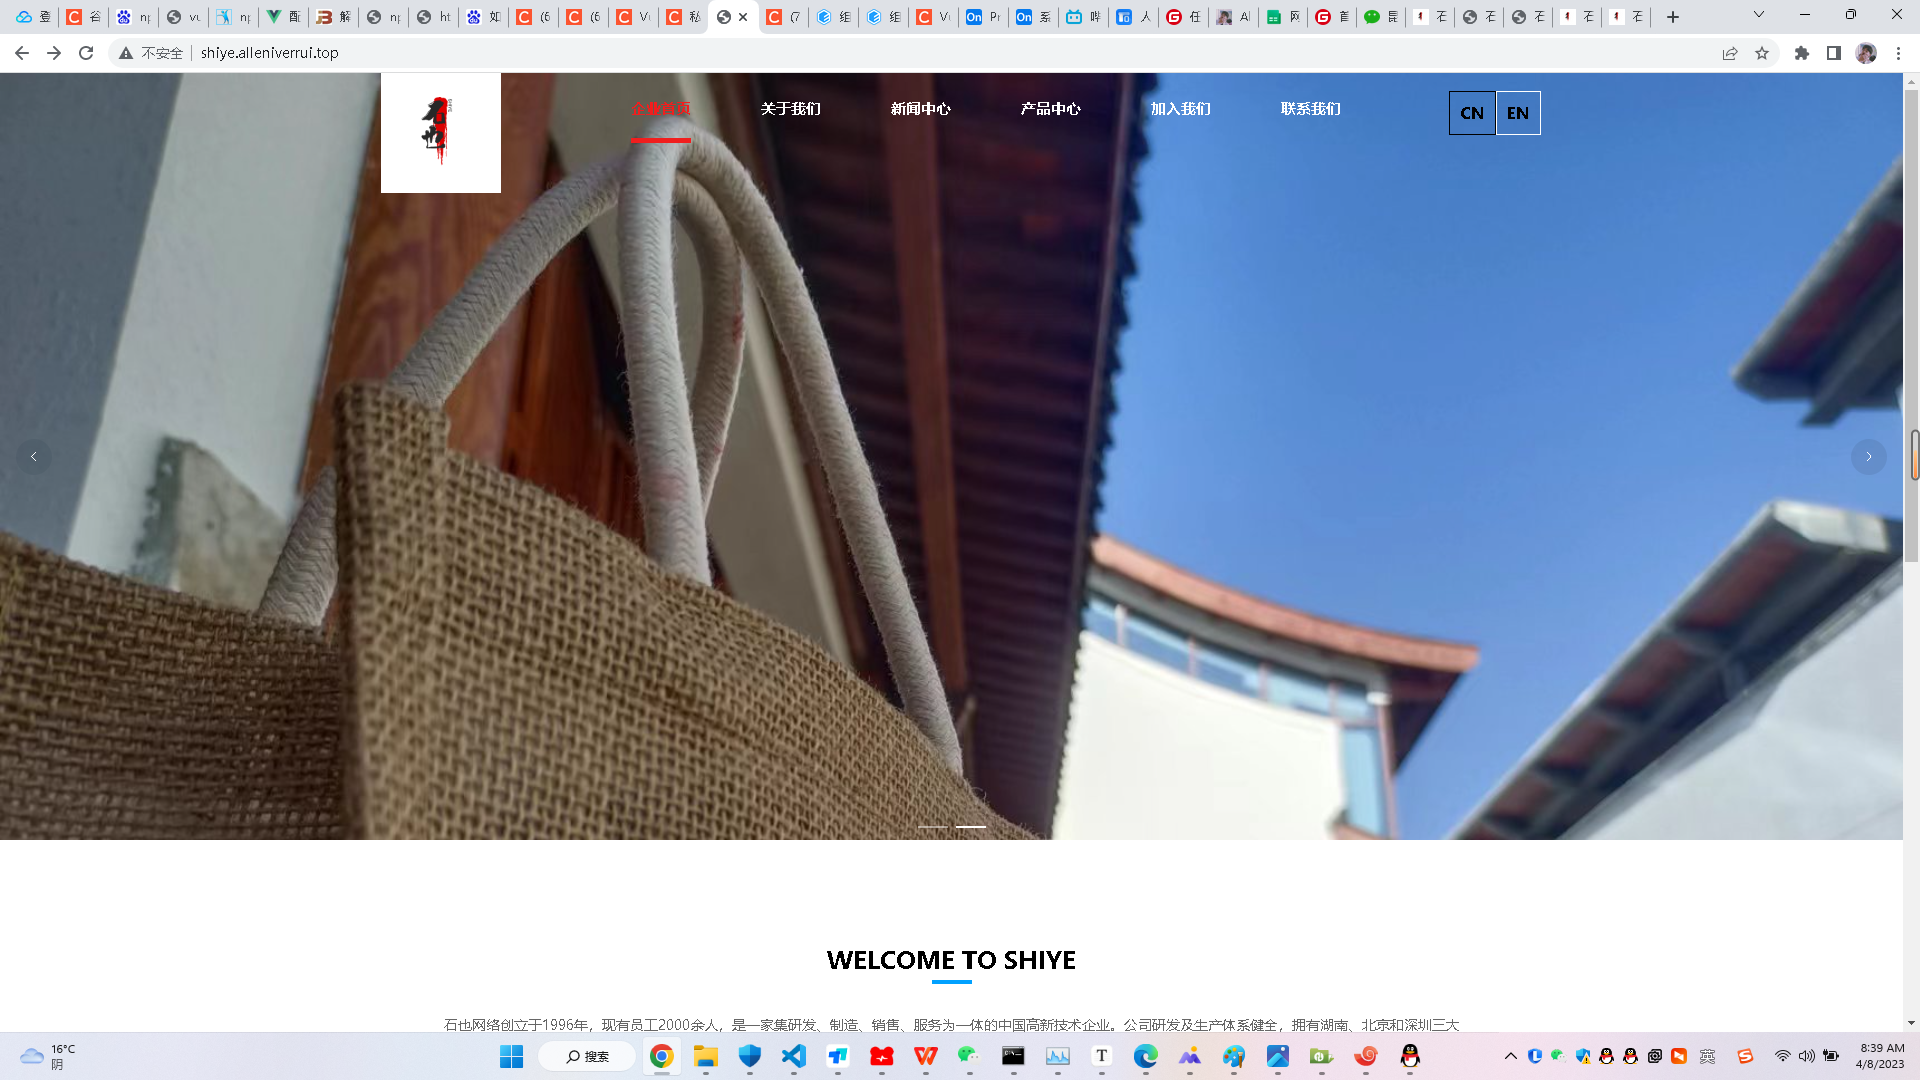 不安全
shiye.alleniverrui.top
企业首页
关于我们
新闻中心
产品中心
加入我们
联系我们
CN
EN
WELCOME TO SHIYE
石也网络创立于1996年，现有员工2000余人，是一家集研发、制造、销售、服务为一体的中国高新技术企业。公司研发及生产体系健全，拥有湖南、北京和深圳三大
16°C
阴
搜索
英
8:39 AM
4/8/2023